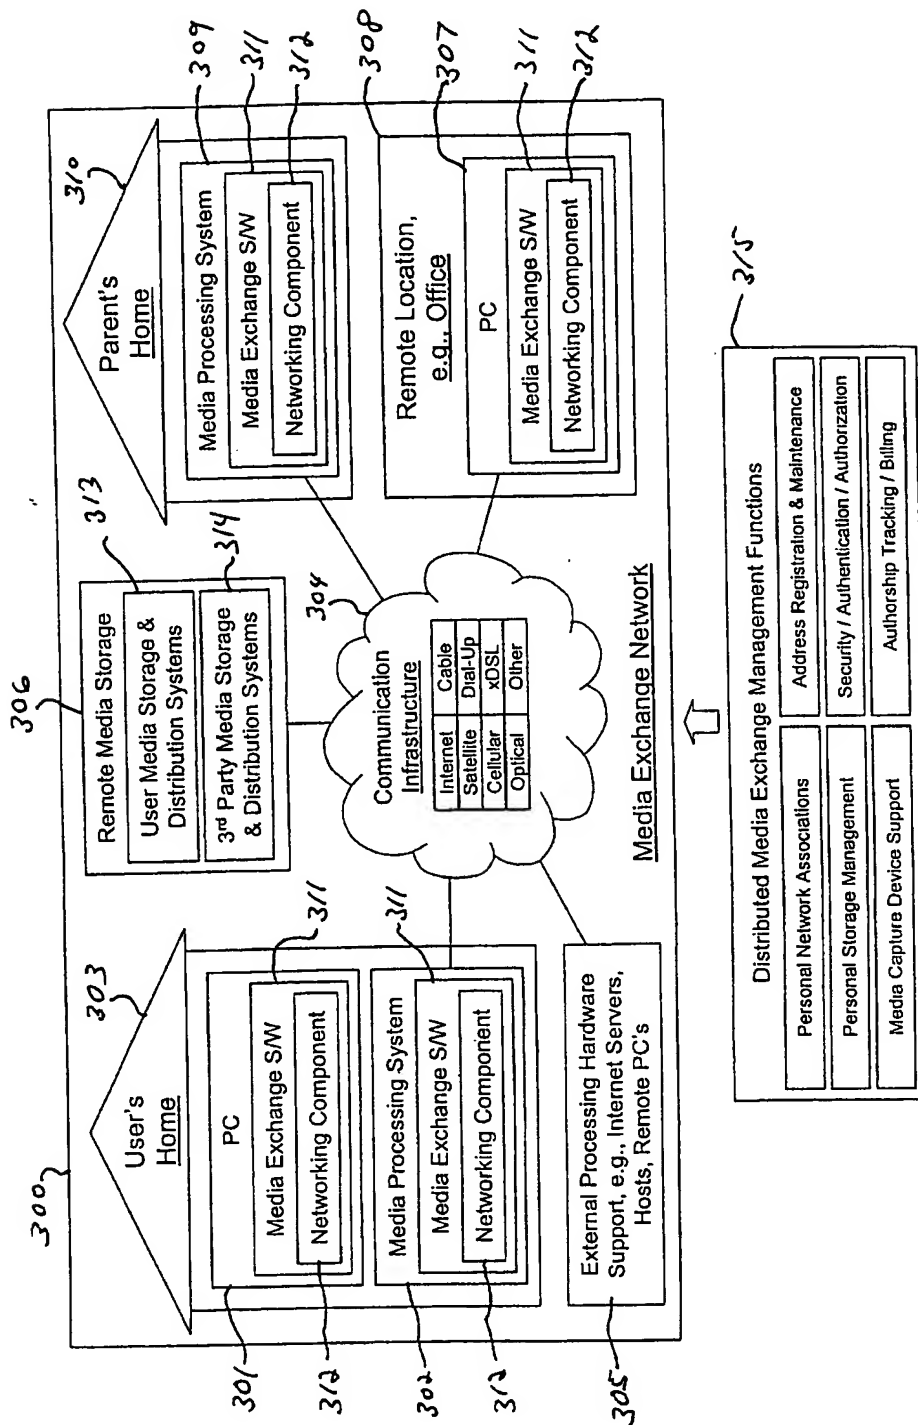 300
User's
Home
303
PC
Media Exchange S/W
Networking Component
311
Media Processing System
Media Exchange S/W
Networking Component
311
301
312
302
312
External Processing Hardware
Support, e.g., Internet Servers,
Hosts, Remote PC's
305
306
Remote Media Storage
User Media Storage &
Distribution Systems
3rd Party Media Storage
& Distribution Systems
313
314
304
Communication
Infrastructure
Internet Cable
Satellite Dial-Up
Cellular xDSL
Optical Other
Media Exchange Network
Parent's
Home
310
Media Processing System
Media Exchange S/W
Networking Component
309
311
312
308
Remote Location,
e.g., Office
PC
Media Exchange S/W
Networking Component
307
311
312
Distributed Media Exchange Management Functions
Personal Network Associations
Address Registration & Maintenance
Personal Storage Management
Security / Authentication / Authorization
Media Capture Device Support
Authorship Tracking / Billing
315